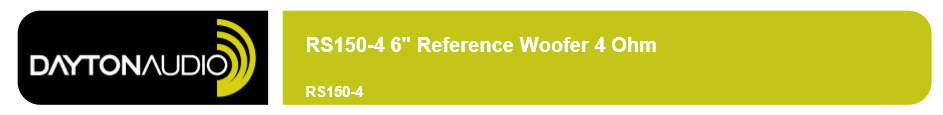 DAYTONAUDIO
RS150-4 6" Reference Woofer 4 Ohm
RS150-4